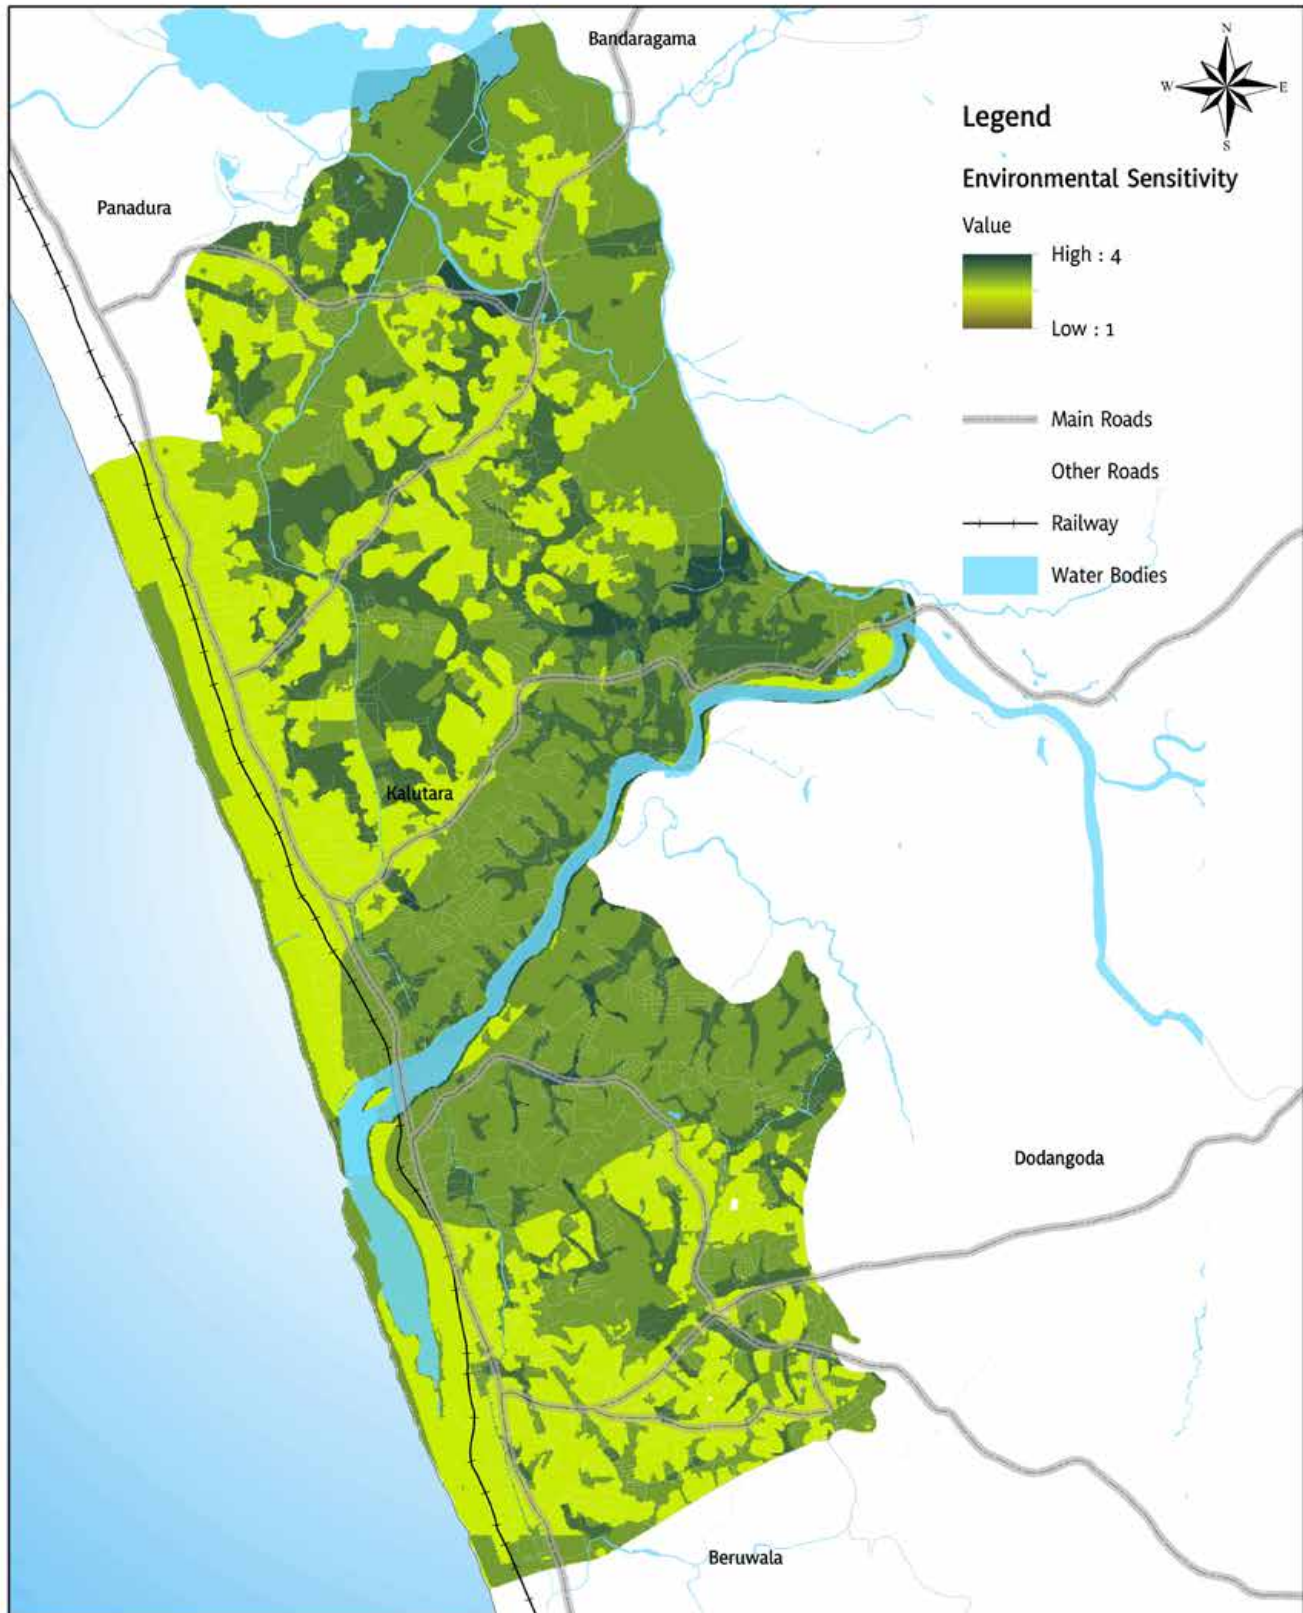 Bandaragama
N
W
E
S
Legend
Environmental Sensitivity
Panadura
Value
High : 4
Low : 1
Main Roads
Other Roads
Railway
Water Bodies
Kalutara
Dodangoda
Beruwala